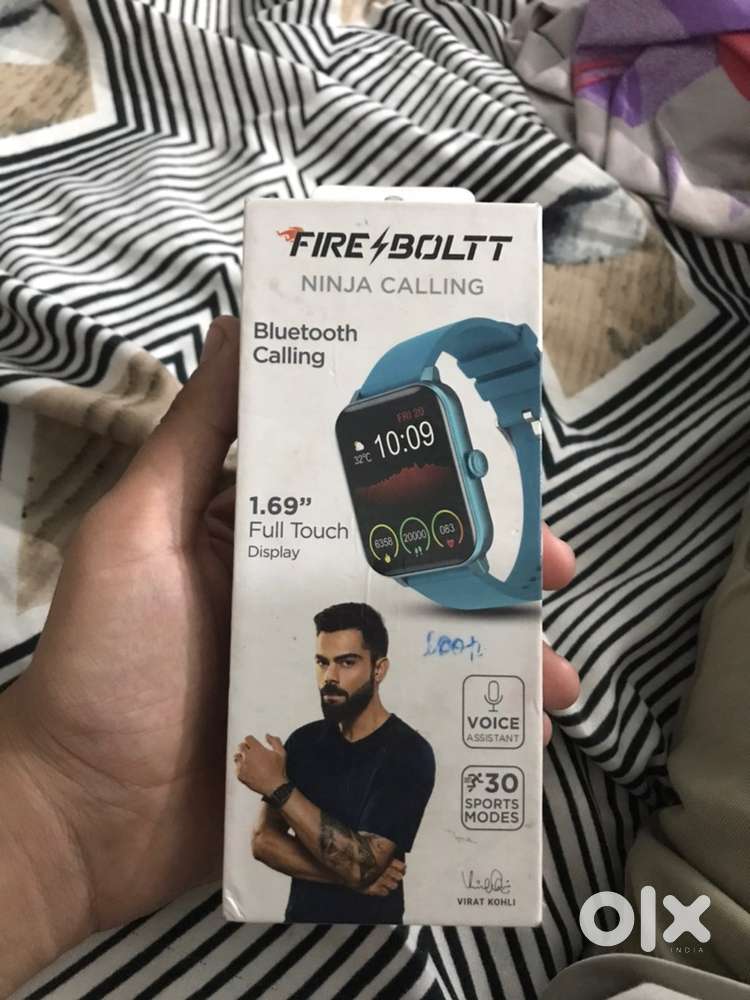 FIRE BOLTT
NINJA CALLING
Bluetooth
Calling
FRI 20
10:09
32°C
1.69”
Full Touch
Display
6358
20000
083
VOICE
ASSISTANT
30
SPORTS
MODES
VIRAT KOHLI
olx
INDIA